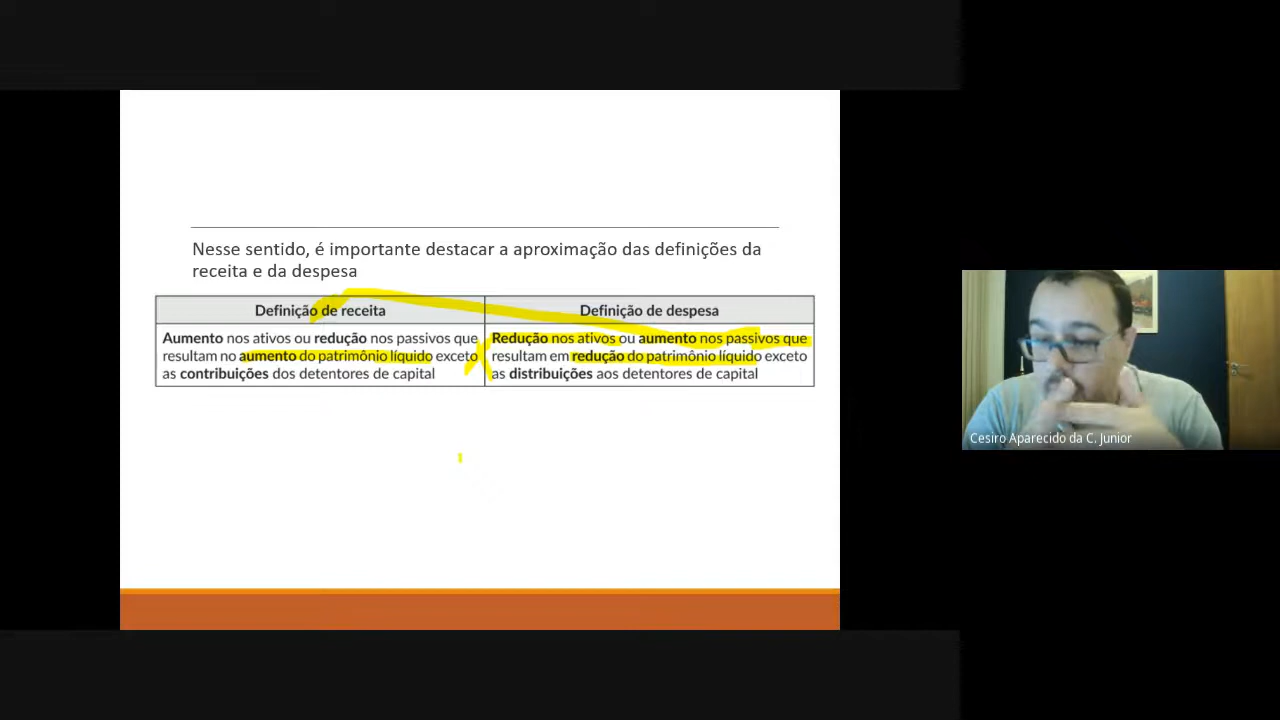 Nesse sentido, é importante destacar a aproximação das definições da
receita e da despesa
Definição de receita
Definição de despesa
Aumento nos ativos ou redução nos passivos que
resultam no aumento do patrimônio líquido exceto
as contribuições dos detentores de capital
Redução nos ativos ou aumento nos passivos que
resultam em redução do patrimônio líquido exceto
as distribuições aos detentores de capital
Cesiro Aparecido da C. Junior